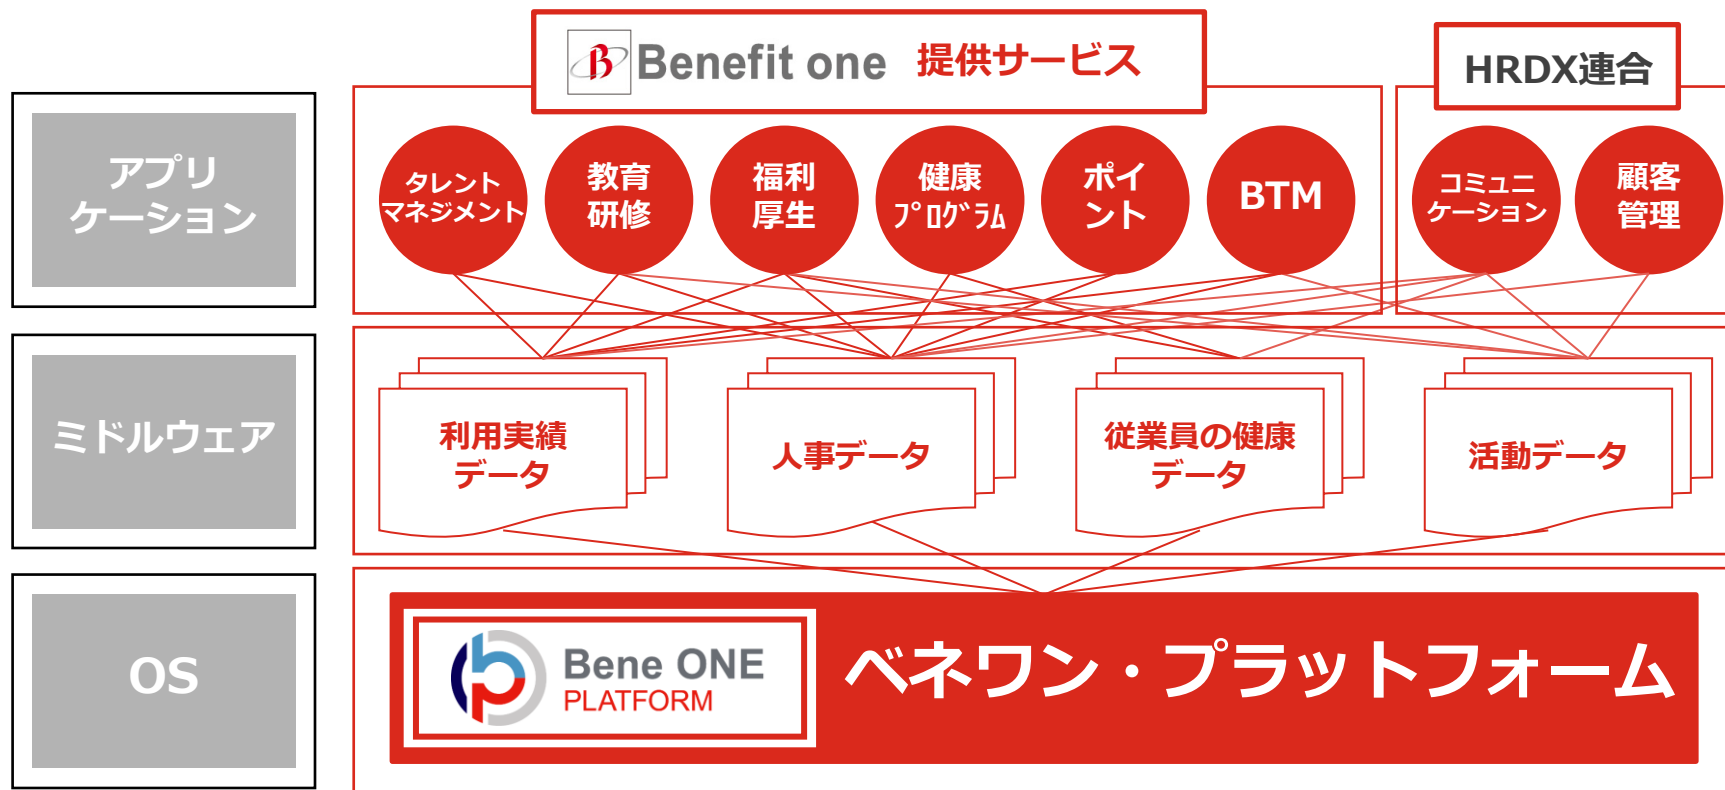 Benefit one 提供サービス
HRDX連合
アプリ
ケーション
タレント
マネジメント
教育
研修
福利
厚生
健康
プログラム
ポイ
ント
BTM
コミュニ
ケーション
顧客
管理
ミドルウェア
利用実績
データ
人事データ
従業員の健康
データ
活動データ
OS
Bene ONE
PLATFORM
ベネワン・プラットフォーム